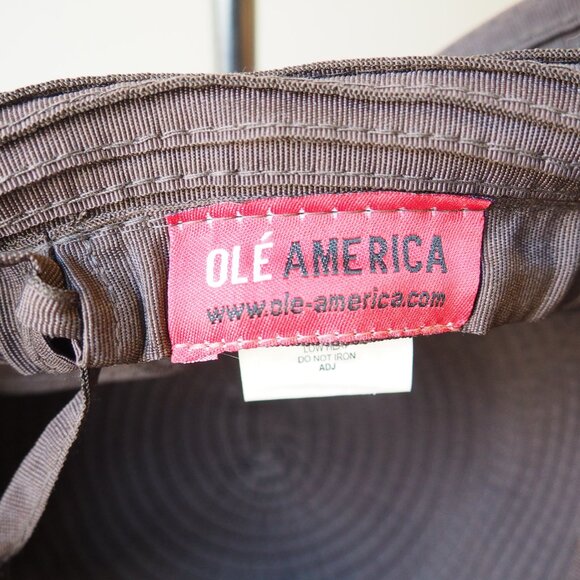 OLÉ AMERICA
www.ole-america.com
DO NOT IRON
ADJ